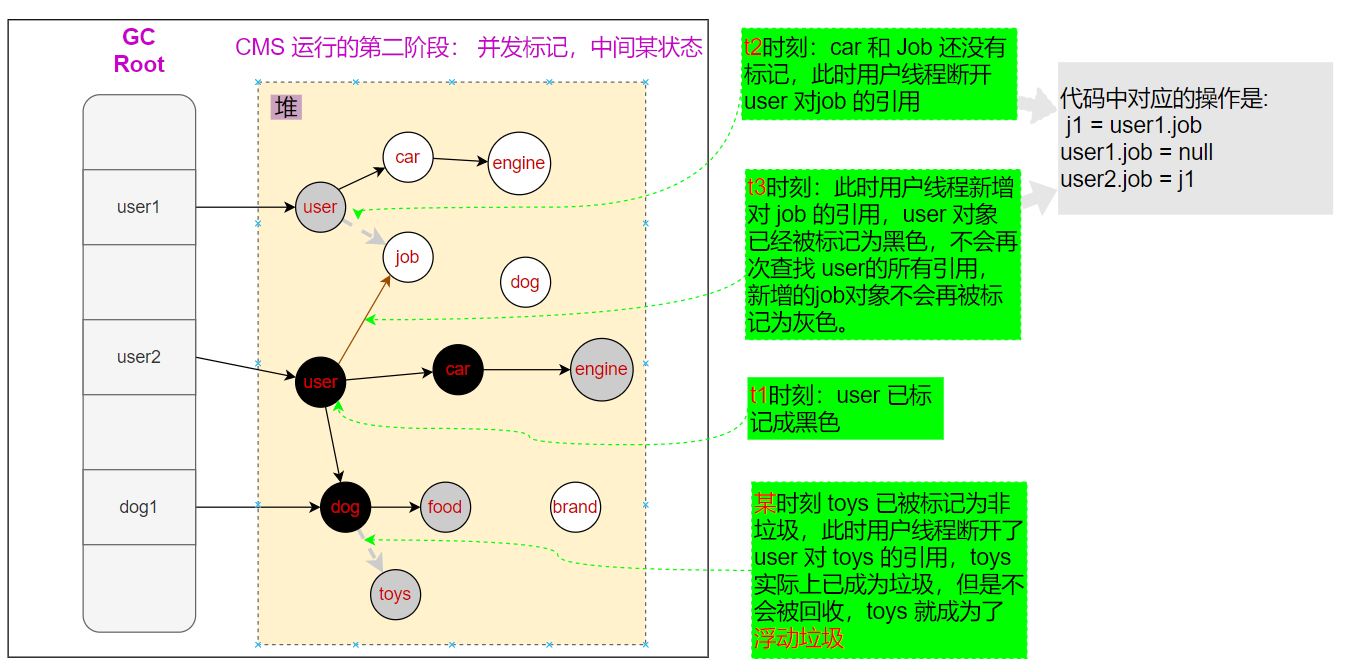 GC
Root
CMS 运行的第二阶段： 并发标记，中间某状态
堆
user1
user2
dog1
car
engine
user
job
dog
user
car
engine
dog
food
brand
toys
t2时刻：car 和 Job 还没有
标记，此时用户线程断开
user 对job 的引用
代码中对应的操作是:
j1 = user1.job
user1.job = null
user2.job = j1
t3时刻：此时用户线程新增
对 job 的引用，user 对象
已经被标记为黑色，不会再
次查找 user的所有引用，
新增的job对象不会再被标
记为灰色。
t1时刻：user 已标
记成黑色
某时刻 toys 已被标记为非
垃圾，此时用户线程断开了
user 对 toys 的引用，toys
实际上已成为垃圾，但是不
会被回收，toys 就成为了
浮动垃圾